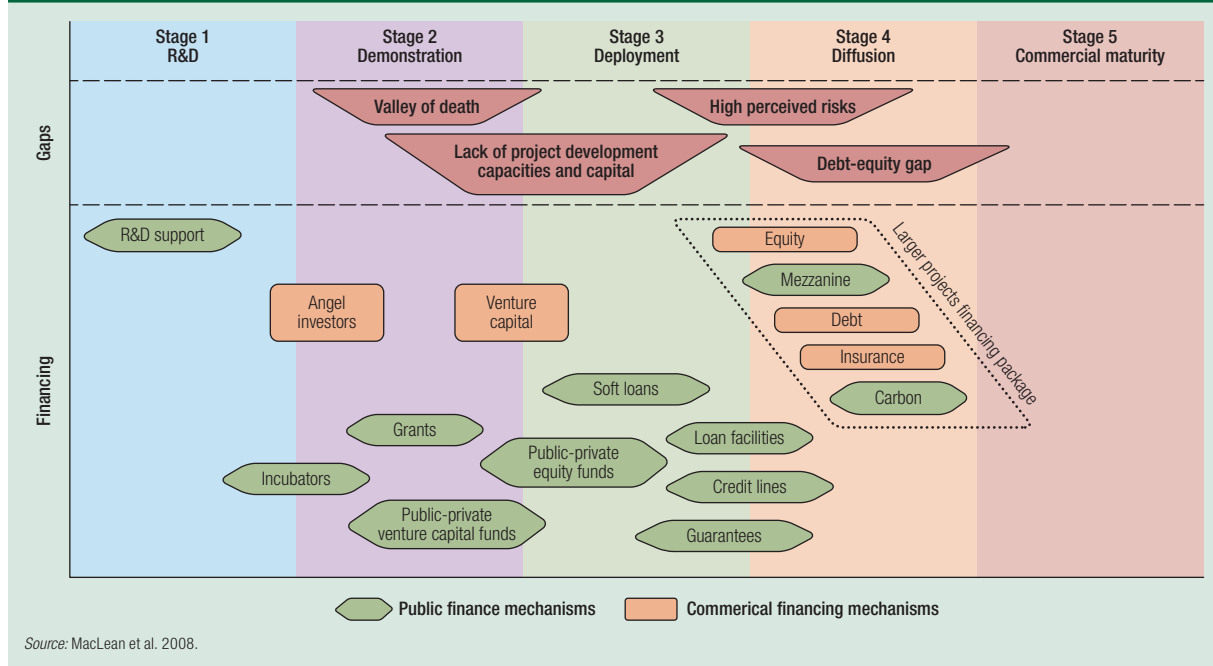 Stage 1
R&D
Stage 2
Demonstration
Stage 3
Deployment
Stage 4
Diffusion
Stage 5
Commercial maturity
Gaps
Valley of death
High perceived risks
Lack of project development
capacities and capital
Debt-equity gap
Financing
R&D support
Equity
Mezzanine
Angel
investors
Venture
capital
Debt
Insurance
Carbon
Larger projects financing package
Soft loans
Grants
Loan facilities
Public-private
equity funds
Incubators
Credit lines
Public-private
venture capital funds
Guarantees
Public finance mechanisms
Commerical financing mechanisms
Source: MacLean et al. 2008.